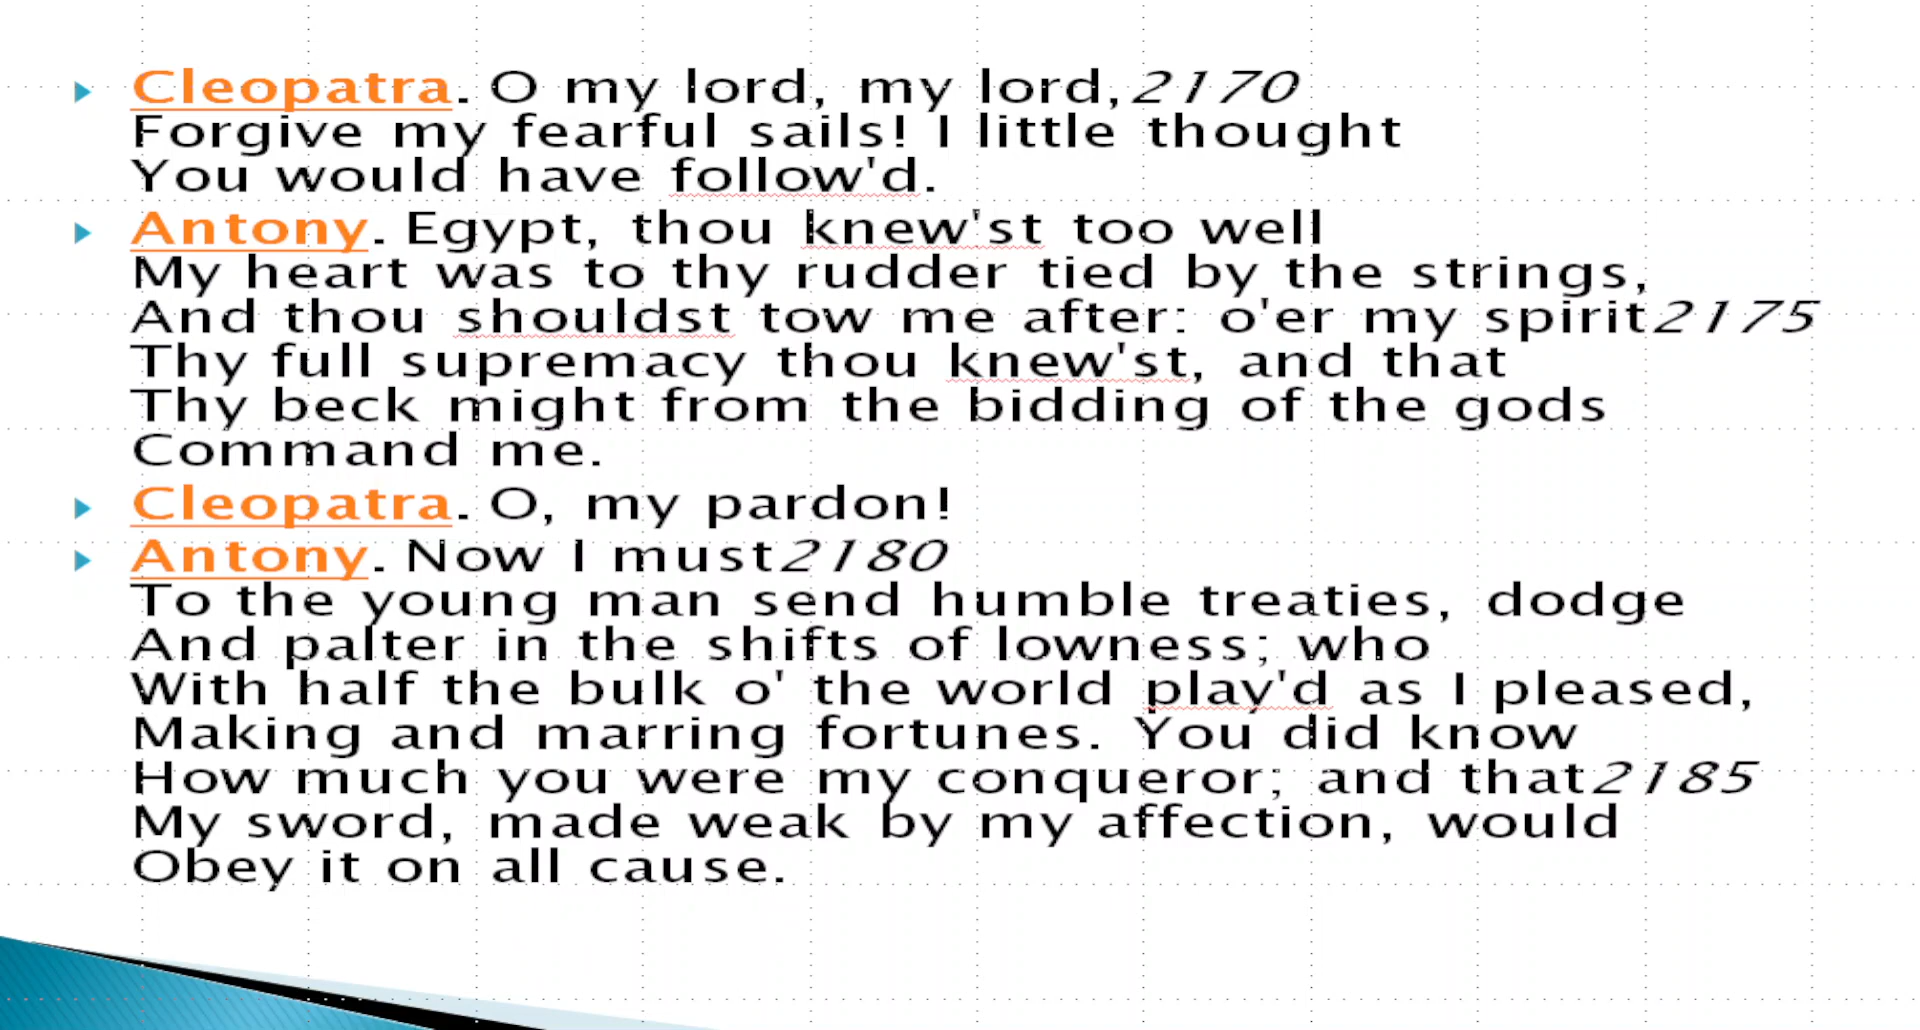 Cleopatra. O my lord, my lord,2170
Forgive my fearful sails! I little thought
You would have follow'd.
Antony. Egypt, thou knew'st too well
My heart was to thy rudder tied by the strings,
And thou shouldst tow me after: o'er my spirit2175
Thy full supremacy thou knew'st, and that
Thy beck might from the bidding of the gods
Command me.
Cleopatra. O, my pardon!
Antony. Now I must2180
To the young man send humble treaties, dodge
And palter in the shifts of lowness; who
With half the bulk o' the world play'd as I pleased,
Making and marring fortunes. You did know
How much you were my conqueror; and that2185
My sword, made weak by my affection, would
Obey it on all cause.